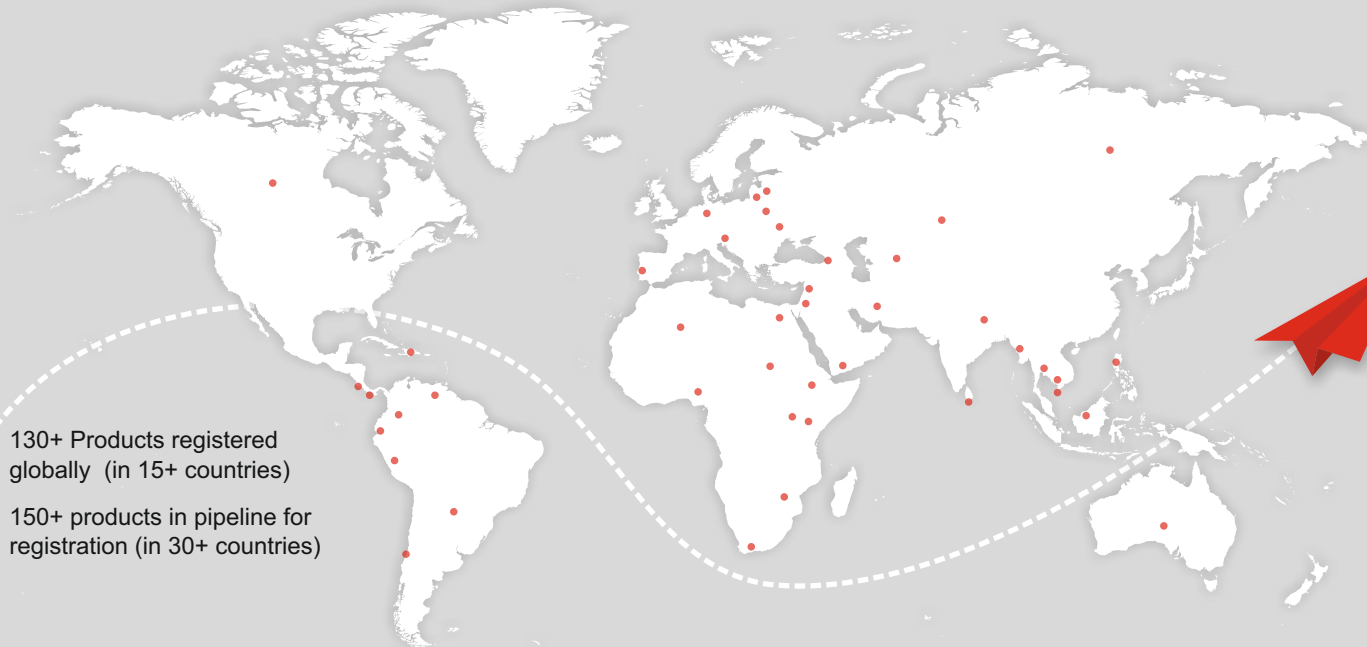 130+ Products registered
globally (in 15+ countries)
150+ products in pipeline for
registration (in 30+ countries)